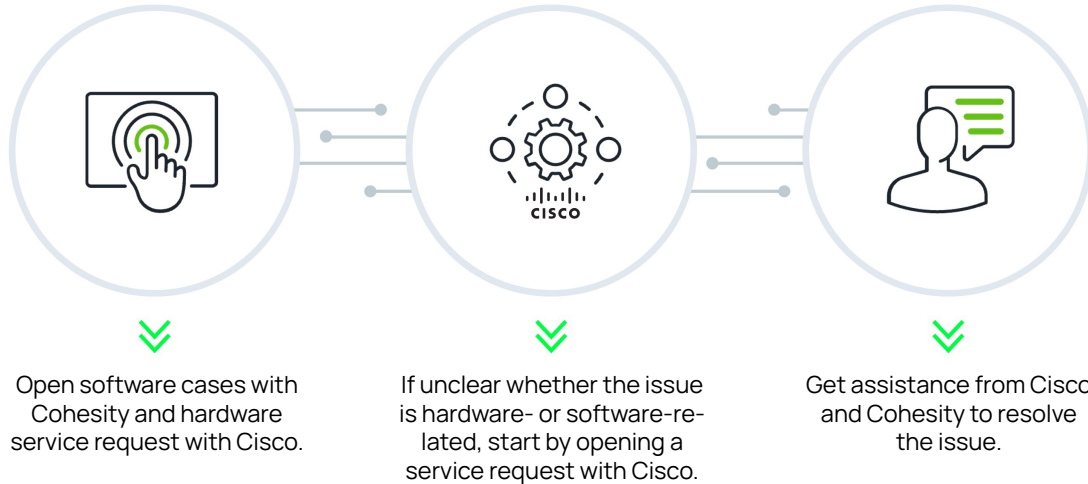 CISCO
Open software cases with
Cohesity and hardware
service request with Cisco.
If unclear whether the issue
is hardware- or software-re-
lated, start by opening a
service request with Cisco.
Get assistance from Cisco
and Cohesity to resolve
the issue.